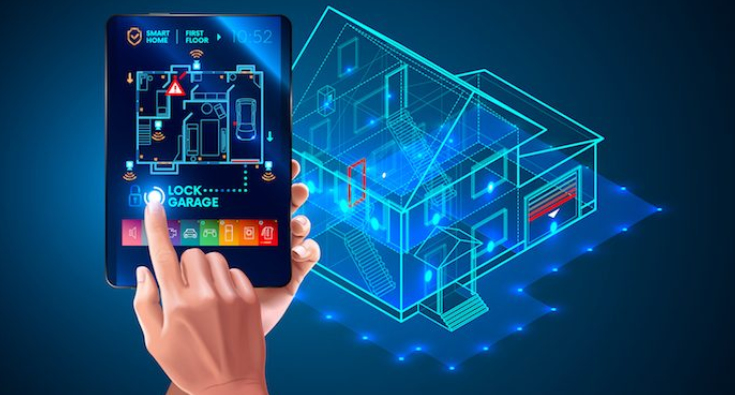 SMART
HOME
FIRST
FLOOR
10:52
LOCK
GARAGE